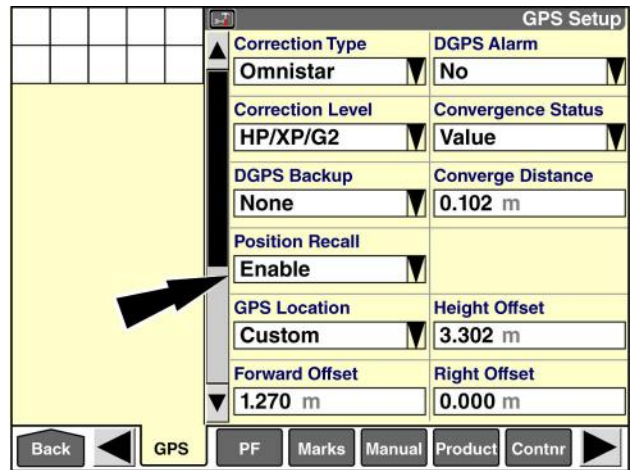 GPS Setup
Correction Type
DGPS Alarm
Omnistar
No
Correction Level
Convergence Status
HP/XP/G2
Value
DGPS Backup
Converge Distance
None
0.102 m
Position Recall
Enable
GPS Location
Height Offset
Custom
3.302 m
Forward Offset
Right Offset
1.270 m
0.000 m
Back
GPS
PF
Marks
Manual
Product
Contnr